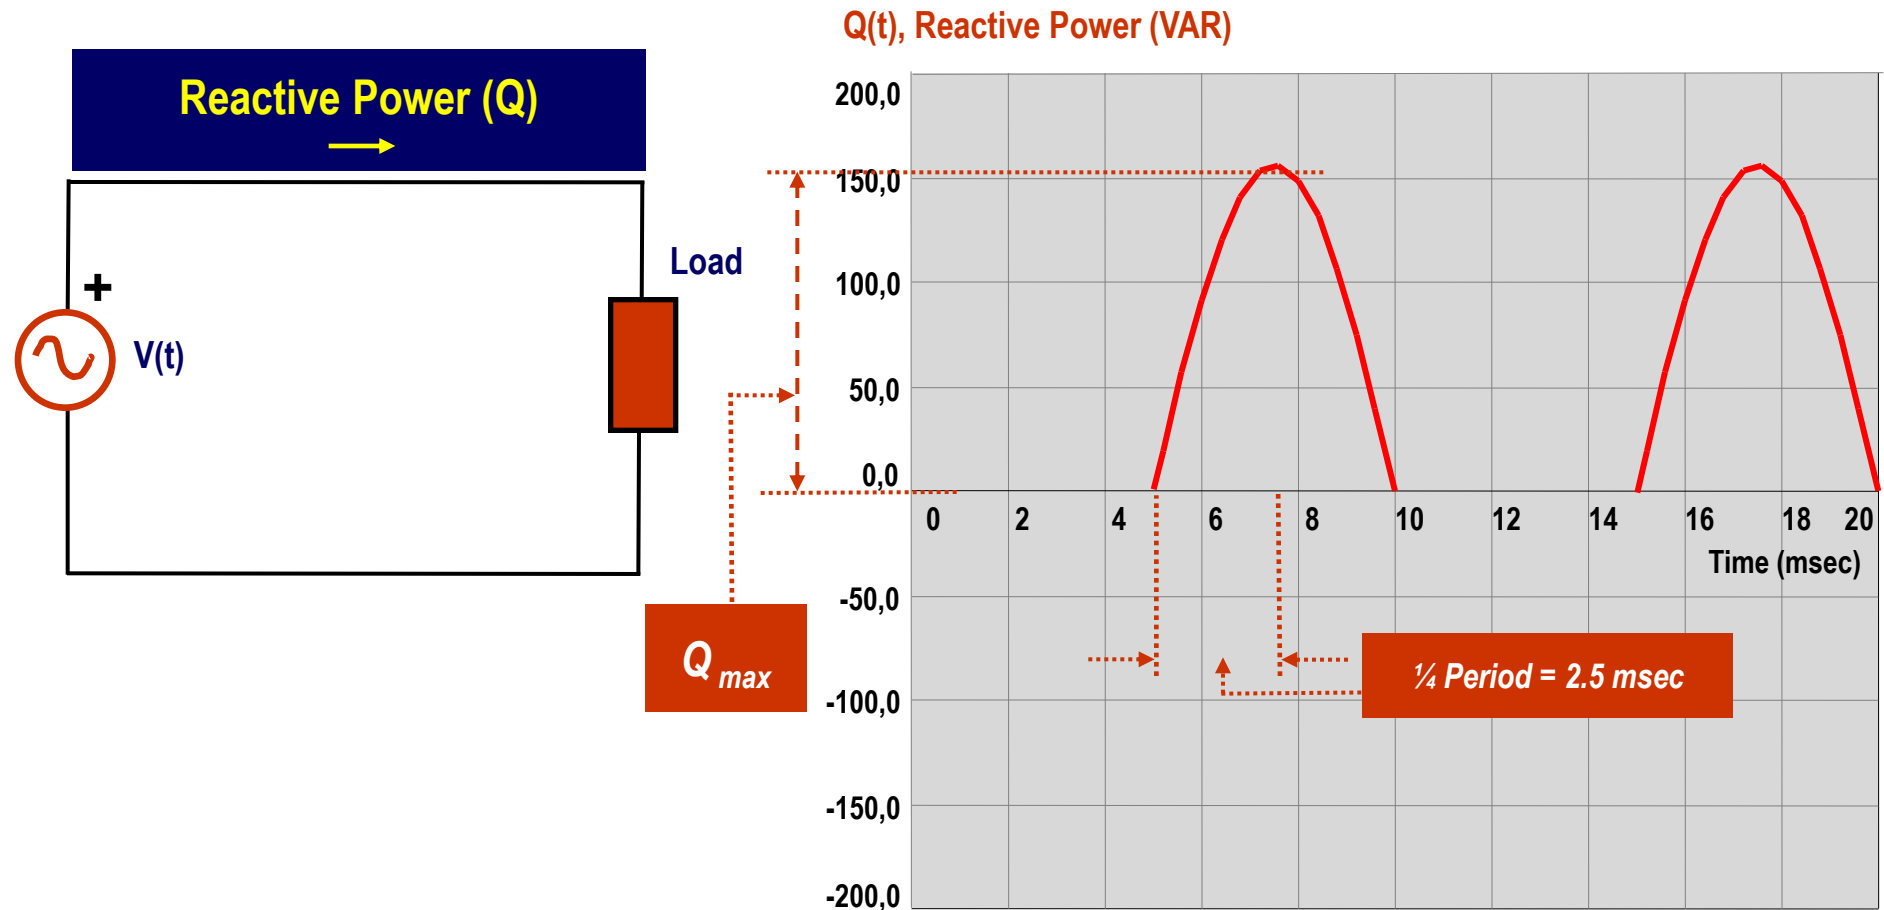 Q(t), Reactive Power (VAR)
Reactive Power (Q)
200,0
150,0
100,0
50,0
0,0
-50,0
-100,0
-150,0
-200,0
0 2 4 6 8 10 12 14 16 18 20
Time (msec)
+
V(t)
Load
Q max
¼ Period = 2.5 msec